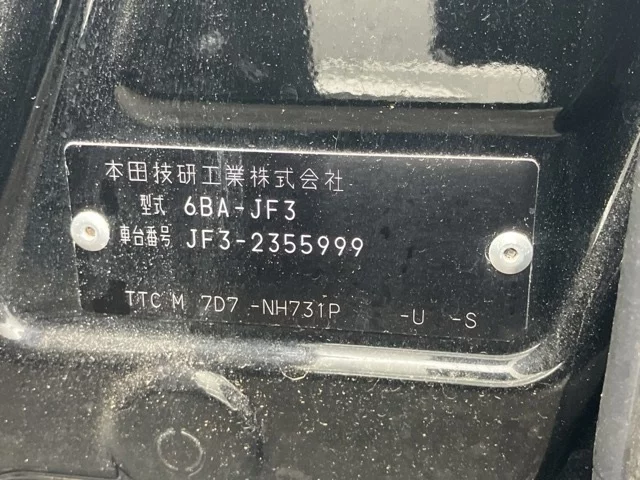 本田技研工業株式会社
型式 6BA-JF3
車台番号 JF3-2355999
TTC M 7D7 -NH731P -U -S